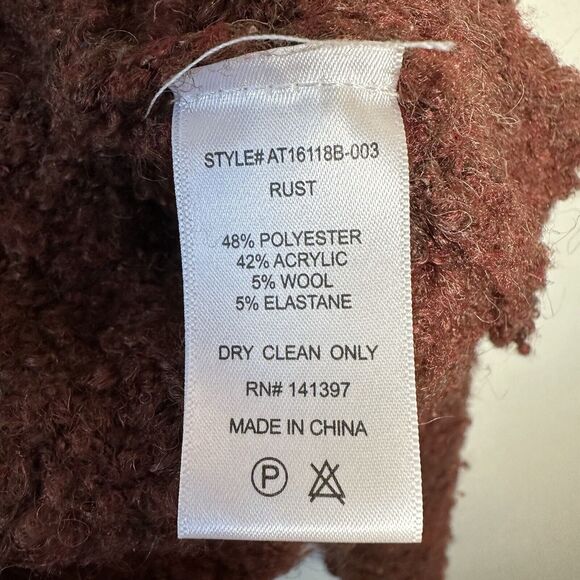 STYLE# AT16118B-003
RUST
48% POLYESTER
42% ACRYLIC
5% WOOL
5% ELASTANE
DRY CLEAN ONLY
RN# 141397
MADE IN CHINA
P